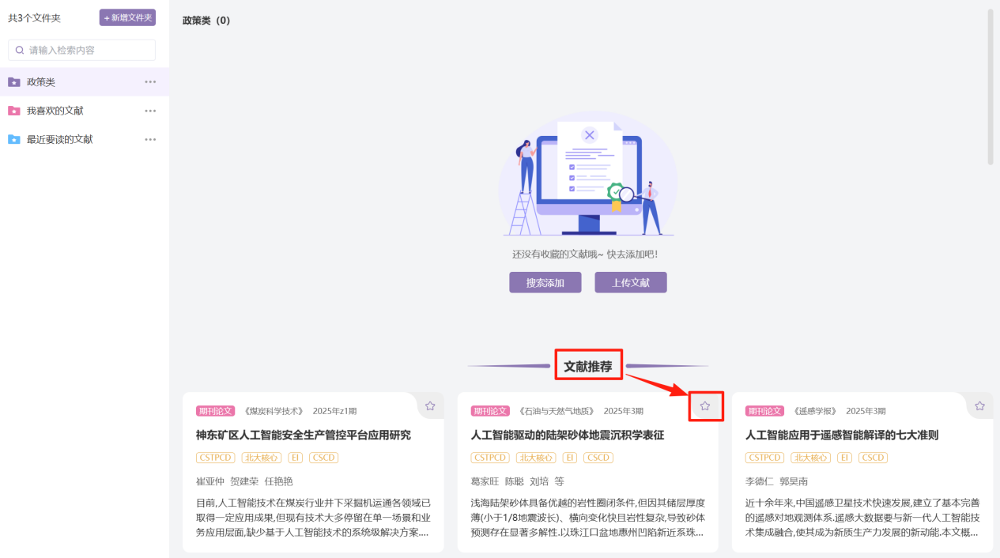 共3个文件夹
+ 新增文件夹
请输入检索内容
政策类
我喜欢的文献
最近要读的文献
政策类（0）
还没有收藏的文献哦~ 快去添加吧！
搜索添加
上传文献
文献推荐
期刊论文 《煤炭科学技术》 2025年z1期
神东矿区人工智能安全生产管控平台应用研究
CSTPCD 北大核心 EI CSCD
崔亚仲 贺建荣 任艳艳
目前,人工智能技术在煤炭行业井下采掘机运通各领域已
取得一定应用成果,但现有技术大多停留在单一场景和业
务应用层面,缺少基于人工智能技术的系统级解决方案....
期刊论文 《石油与天然气地质》 2025年3期
人工智能驱动的陆架砂体地震沉积学表征
CSTPCD 北大核心 EI CSCD
葛家旺 陈聪 刘培 等
浅海陆架砂体具备优越的岩性圈闭条件,但因其储层厚度
薄(小于1/8地震波长)、横向变化快且岩性复杂,导致砂体
预测存在显著多解性.以珠江口盆地惠州凹陷新近系珠...
期刊论文 《遥感学报》 2025年3期
人工智能应用于遥感智能解译的七大准则
CSTPCD 北大核心 EI CSCD
李德仁 郭昊南
近十余年来,中国遥感卫星技术快速发展,建立了基本完善
的遥感对地观测体系.遥感大数据要与新一代人工智能技
术集成融合,使其成为新质生产力发展的新动能.本文概...